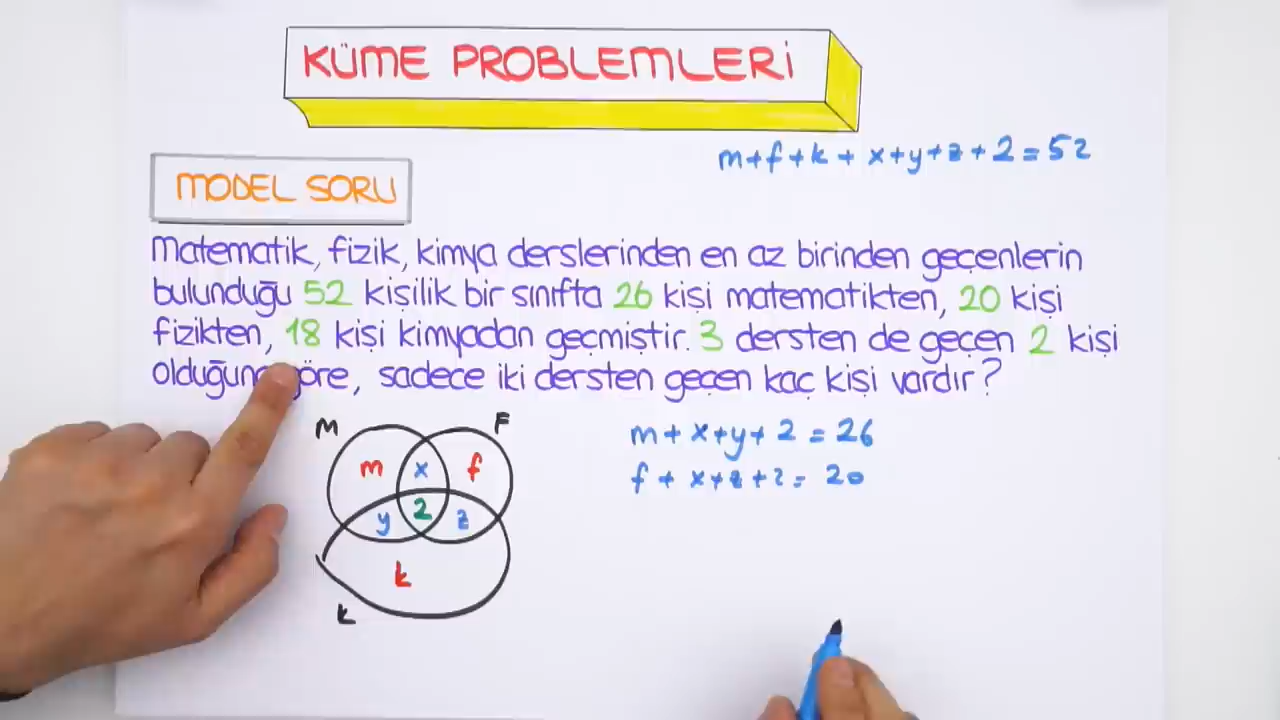 KÜME PROBLEMLERİ
m+f+k+x+y+z+2=52
MODEL SORU
Matematik, fizik, kimya derslerinden en az birinden geçenlerin
bulunduğu 52 kişilik bir sınıfta 26 kişi matematikten, 20 kişi
fizikten, 18 kişi kimyadan geçmiştir. 3 dersten de geçen 2 kişi
olduğuna göre, sadece iki dersten geçen kaç kişi vardır?
M F
m x f
y 2 z
k
K
m+x+y+2=26
f+x+z+2=20